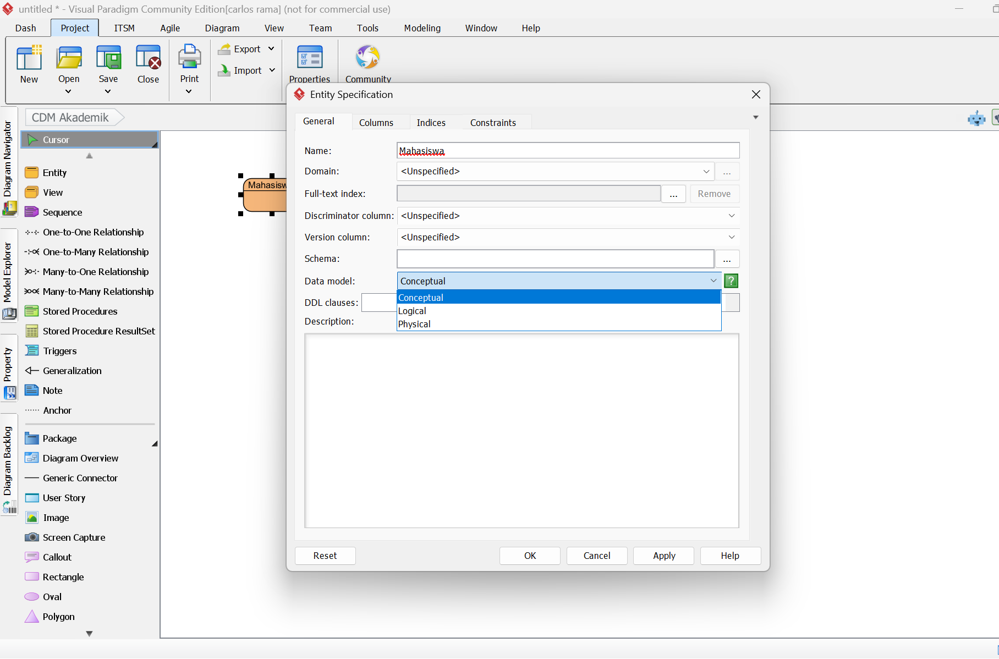 untitled * - Visual Paradigm Community Edition[carlos rama] (not for commercial use)
Dash Project ITSM Agile Diagram View Team Tools Modeling Window Help
New Open Save Close Print Export Import Properties Community
CDM Akademik
Diagram Navigator
Model Explorer
Property
Diagram Backlog
Cursor
Entity
View
Sequence
One-to-One Relationship
One-to-Many Relationship
Many-to-One Relationship
Many-to-Many Relationship
Stored Procedures
Stored Procedure ResultSet
Triggers
Generalization
Note
Anchor
Package
Diagram Overview
Generic Connector
User Story
Image
Screen Capture
Callout
Rectangle
Oval
Polygon
Mahasisw
Entity Specification
General Columns Indices Constraints
Name: Mahasiswa
Domain: <Unspecified> ...
Full-text index: ... Remove
Discriminator column: <Unspecified>
Version column: <Unspecified>
Schema: ...
Data model: Conceptual ?
Conceptual
Logical
Physical
DDL clauses:
Description:
Reset OK Cancel Apply Help